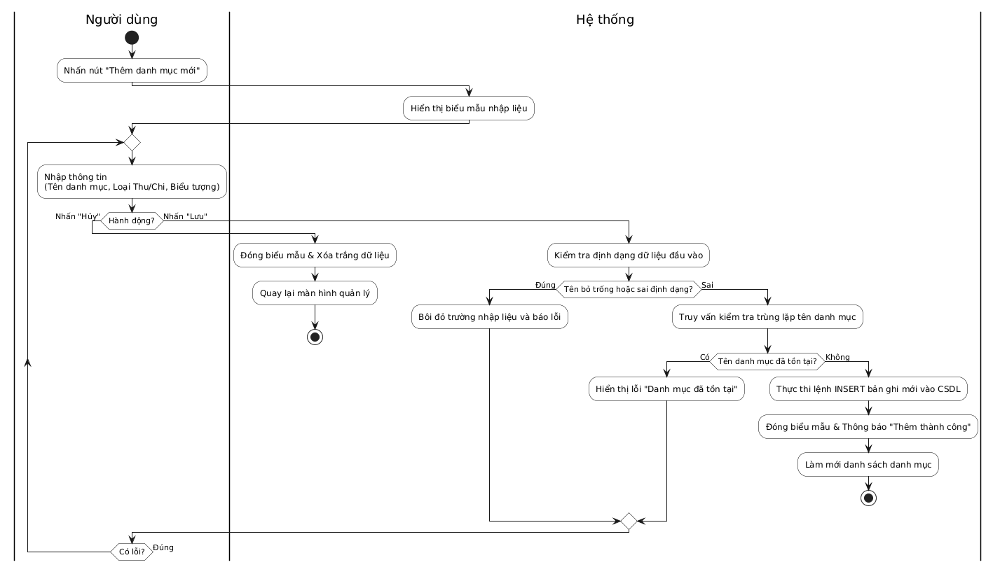 Người dùng
Hệ thống
Nhấn nút "Thêm danh mục mới"
Hiển thị biểu mẫu nhập liệu
Nhập thông tin
(Tên danh mục, Loại Thu/Chi, Biểu tượng)
Nhấn "Hủy"
Hành động?
Nhấn "Lưu"
Đóng biểu mẫu & Xóa trắng dữ liệu
Quay lại màn hình quản lý
Kiểm tra định dạng dữ liệu đầu vào
Đúng
Tên bỏ trống hoặc sai định dạng?
Sai
Bôi đỏ trường nhập liệu và báo lỗi
Truy vấn kiểm tra trùng lặp tên danh mục
Có
Tên danh mục đã tồn tại?
Không
Hiển thị lỗi "Danh mục đã tồn tại"
Thực thi lệnh INSERT bản ghi mới vào CSDL
Đóng biểu mẫu & Thông báo "Thêm thành công"
Làm mới danh sách danh mục
Có lỗi?
Đúng